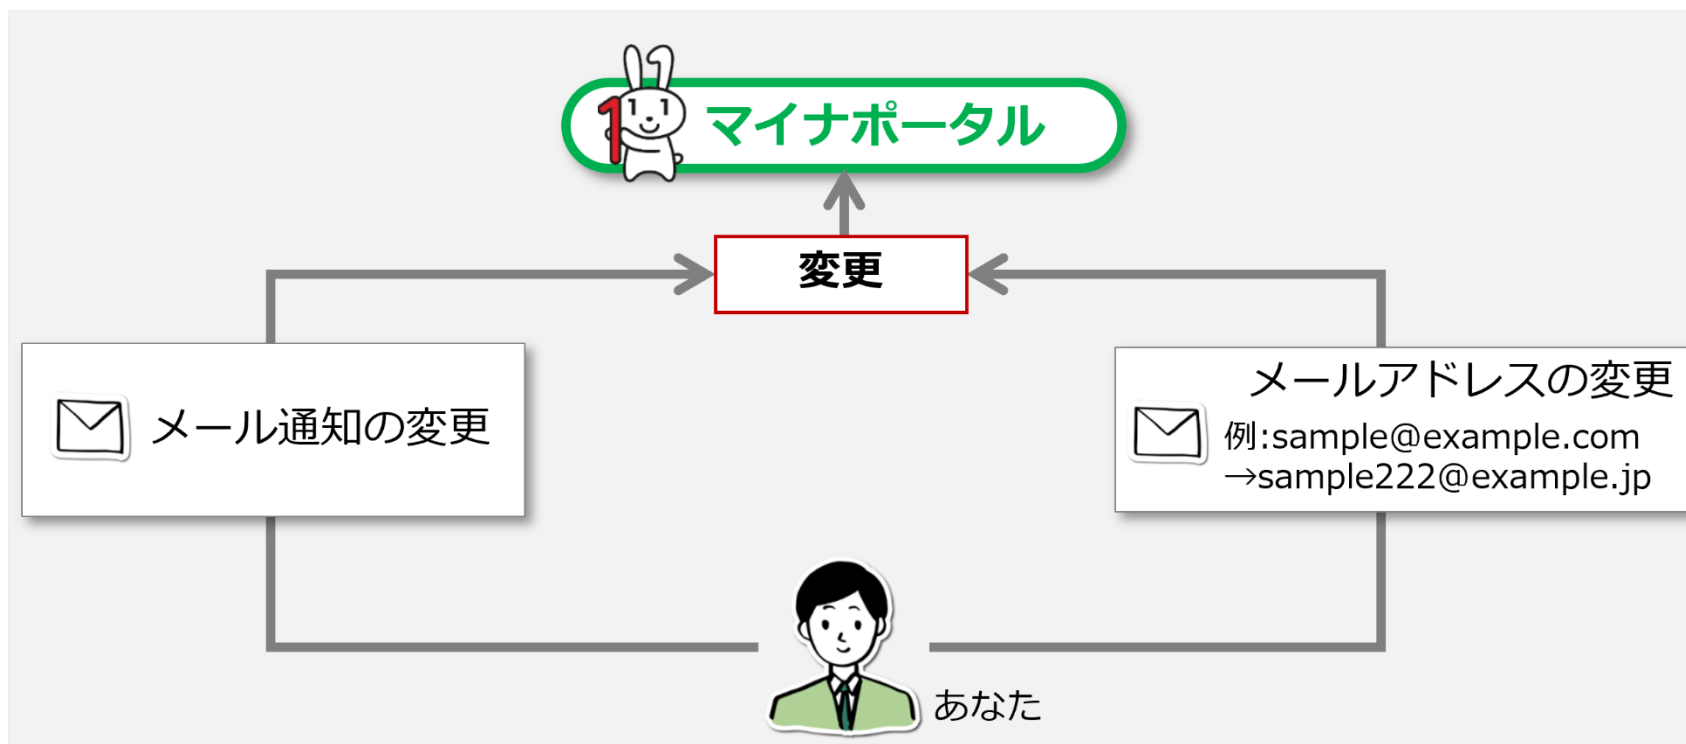 マイナポータル
変更
メール通知の変更
メールアドレスの変更
例:sample@example.com
→sample222@example.jp
あなた